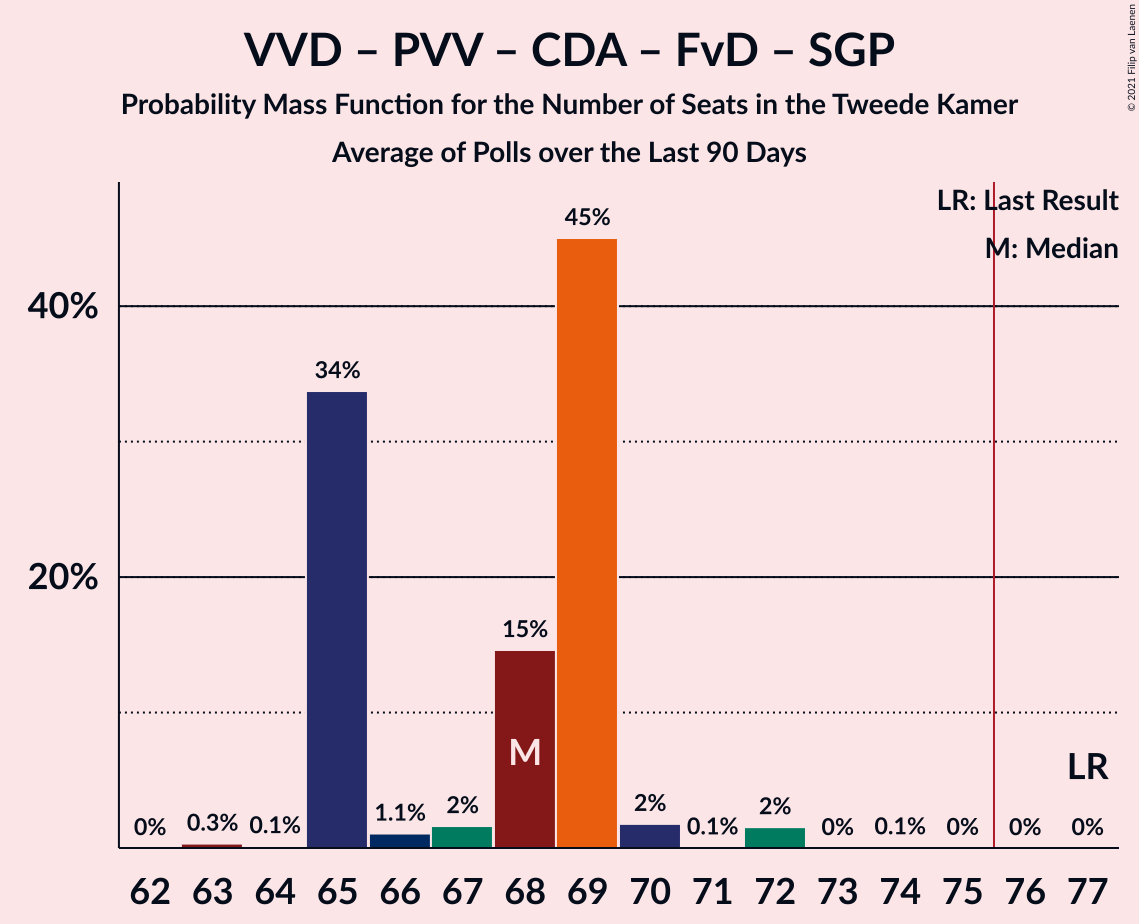 VVD – PVV – CDA – FvD – SGP
Probability Mass Function for the Number of Seats in the Tweede Kamer
Average of Polls over the Last 90 Days
© 2021 Filip van Laenen
LR: Last Result
M: Median
40%
20%
0%
0.3%
0.1%
34%
1.1%
2%
15%
45%
2%
0.1%
2%
0%
0.1%
0%
0%
0%
M
LR
62 63 64 65 66 67 68 69 70 71 72 73 74 75 76 77